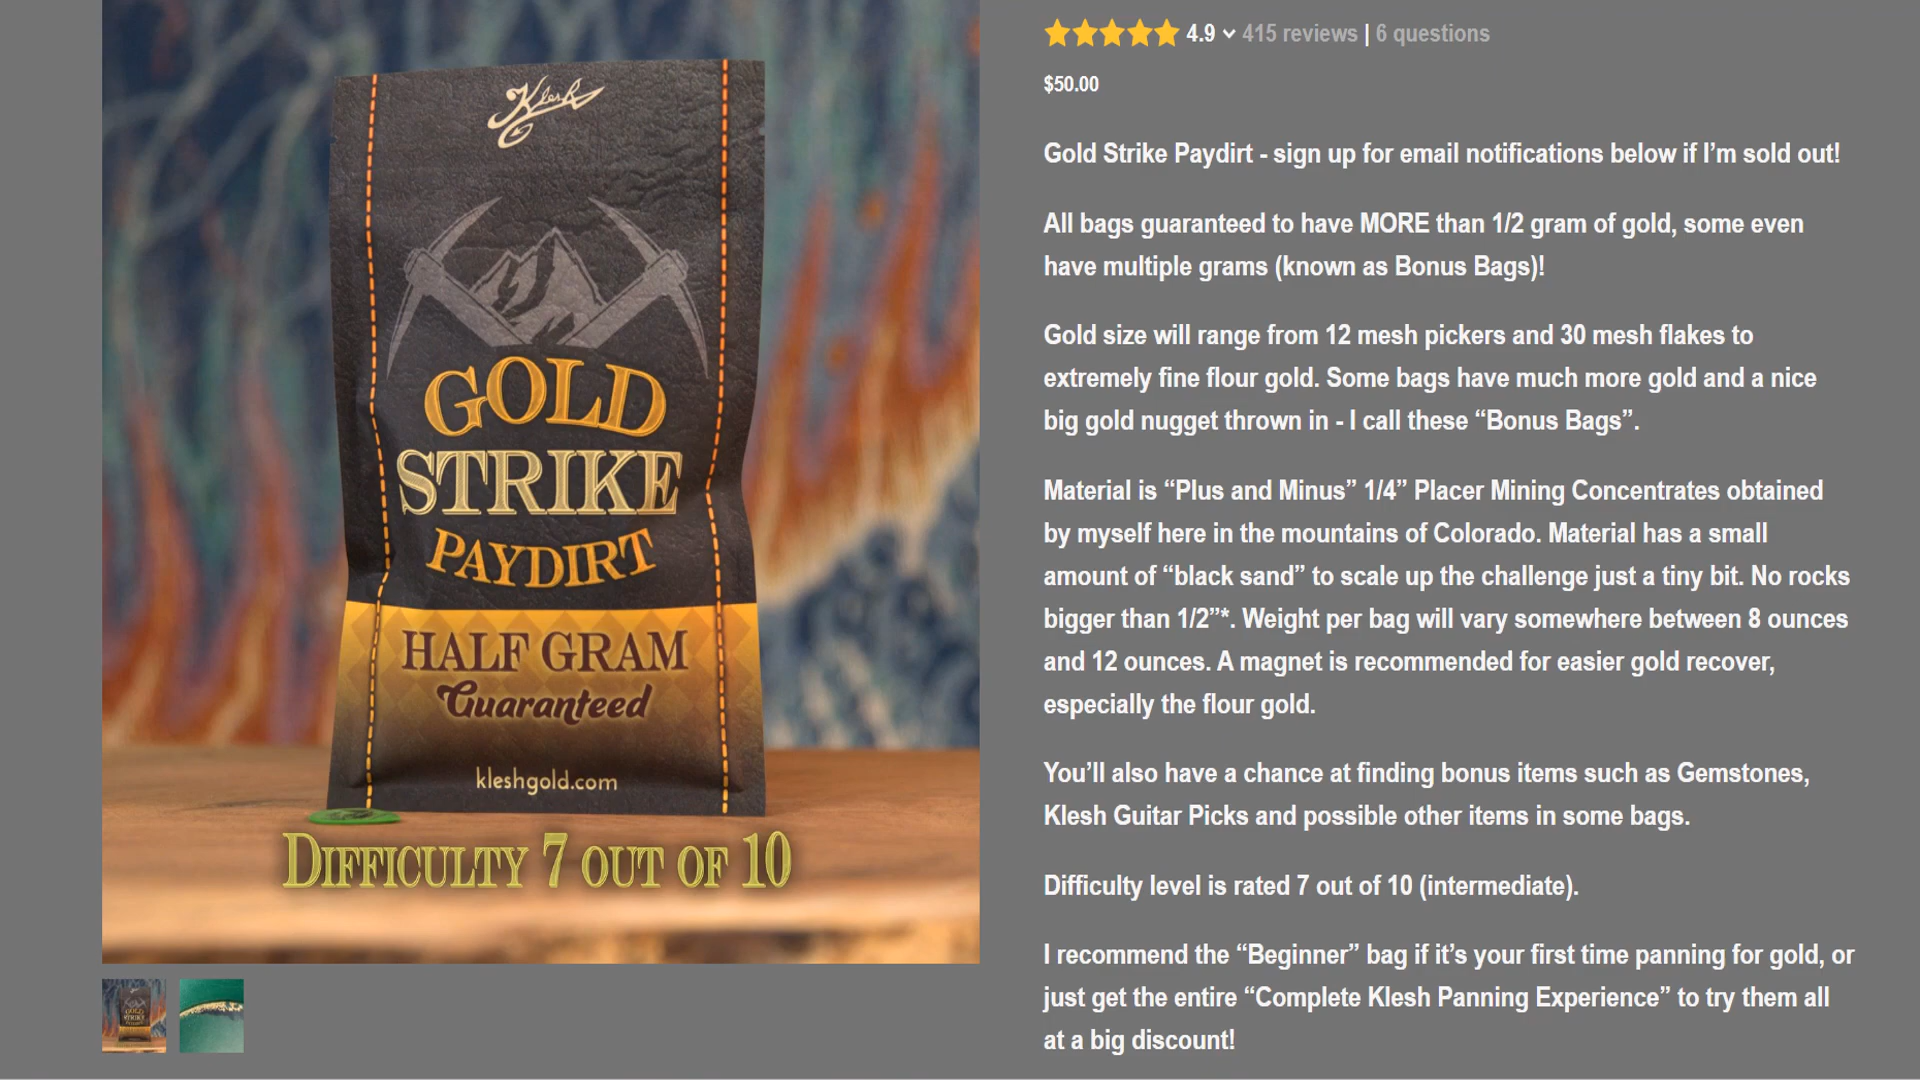 Klesh
GOLD
STRIKE
PAYDIRT
HALF GRAM
Guaranteed
kleshgold.com
DIFFICULTY 7 OUT OF 10
4.9 415 reviews | 6 questions
$50.00
Gold Strike Paydirt - sign up for email notifications below if I’m sold out!
All bags guaranteed to have MORE than 1/2 gram of gold, some even
have multiple grams (known as Bonus Bags)!
Gold size will range from 12 mesh pickers and 30 mesh flakes to
extremely fine flour gold. Some bags have much more gold and a nice
big gold nugget thrown in - I call these “Bonus Bags”.
Material is “Plus and Minus” 1/4” Placer Mining Concentrates obtained
by myself here in the mountains of Colorado. Material has a small
amount of “black sand” to scale up the challenge just a tiny bit. No rocks
bigger than 1/2”*. Weight per bag will vary somewhere between 8 ounces
and 12 ounces. A magnet is recommended for easier gold recover,
especially the flour gold.
You’ll also have a chance at finding bonus items such as Gemstones,
Klesh Guitar Picks and possible other items in some bags.
Difficulty level is rated 7 out of 10 (intermediate).
I recommend the “Beginner” bag if it’s your first time panning for gold, or
just get the entire “Complete Klesh Panning Experience” to try them all
at a big discount!